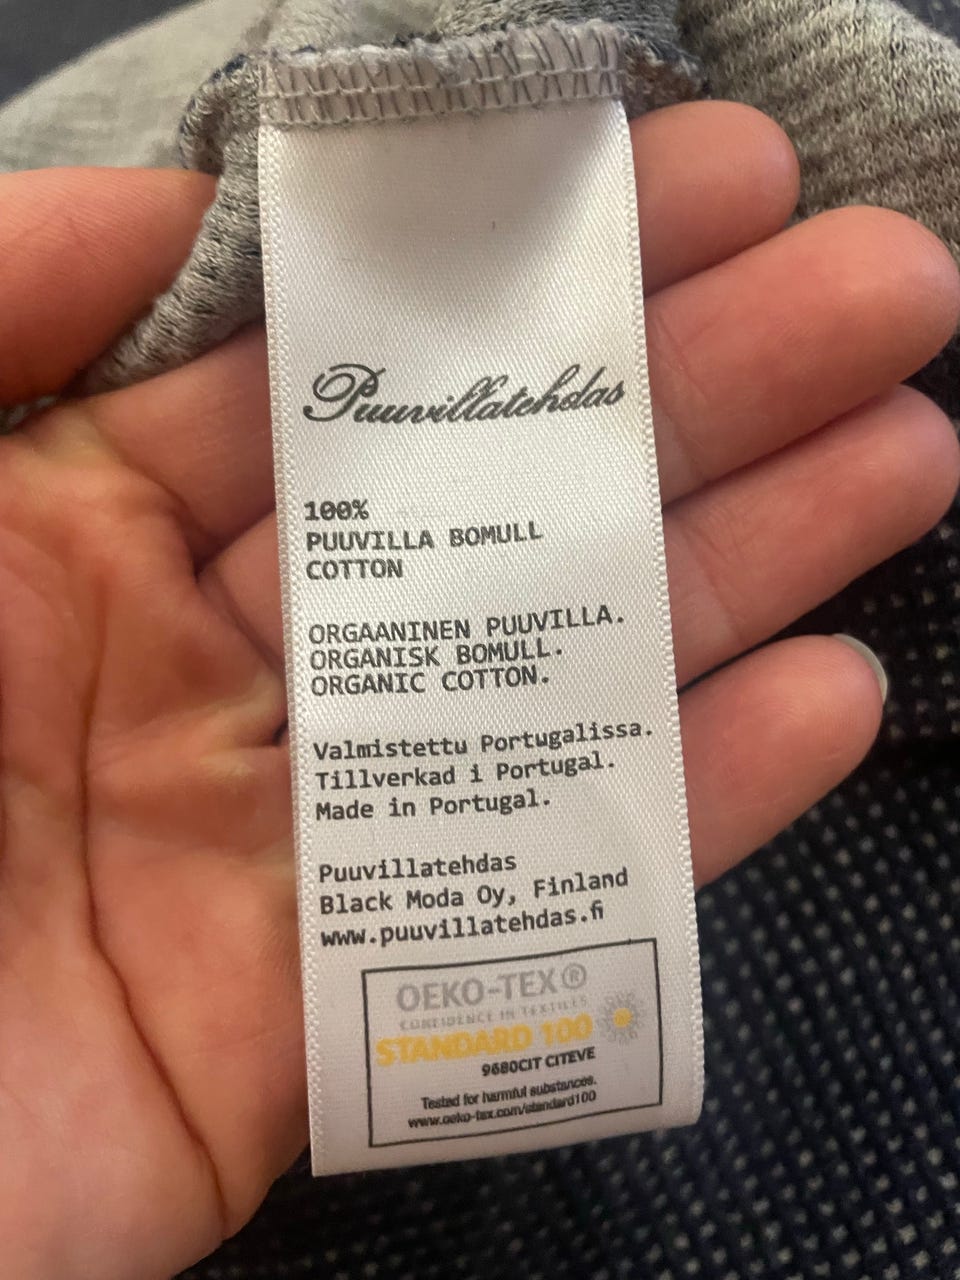 Puuvillatehdas
100%
PUUVILLA BOMULL
COTTON
ORGAANINEN PUUVILLA.
ORGANISK BOMULL.
ORGANIC COTTON.
Valmistettu Portugalissa.
Tillverkad i Portugal.
Made in Portugal.
Puuvillatehdas
Black Moda Oy, Finland
www.puuvillatehdas.fi
OEKO-TEX®
CONFIDENCE IN TEXTILES
STANDARD 100
9680CIT CITEVE
Tested for harmful substances.
www.oeko-tex.com/standard100